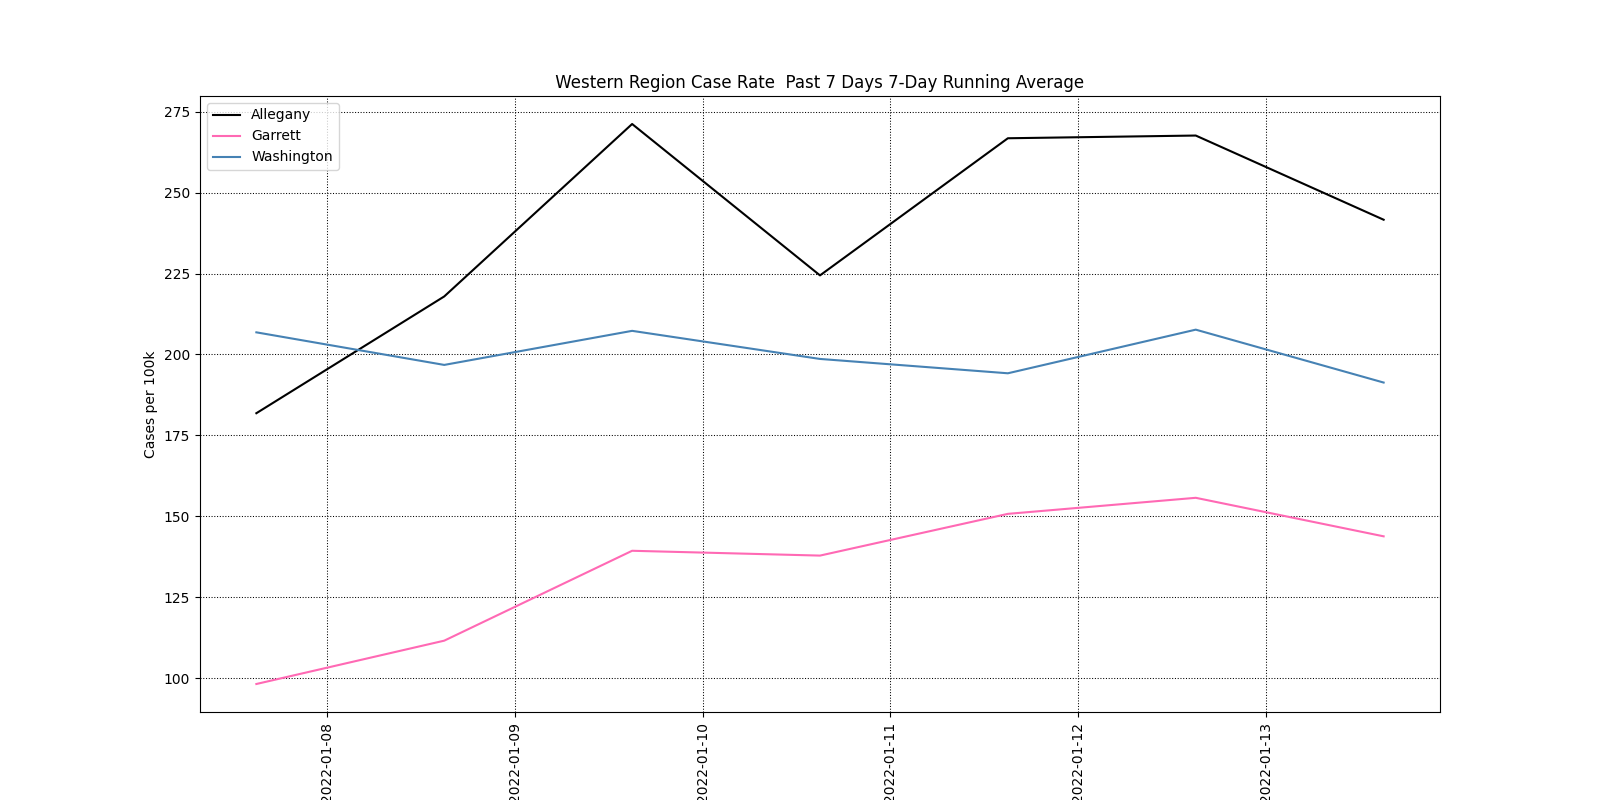 Western Region Case Rate  Past 7 Days 7-Day Running Average
Allegany
Garrett
Washington
Cases per 100k
275
250
225
200
175
150
125
100
2022-01-08
2022-01-09
2022-01-10
2022-01-11
2022-01-12
2022-01-13